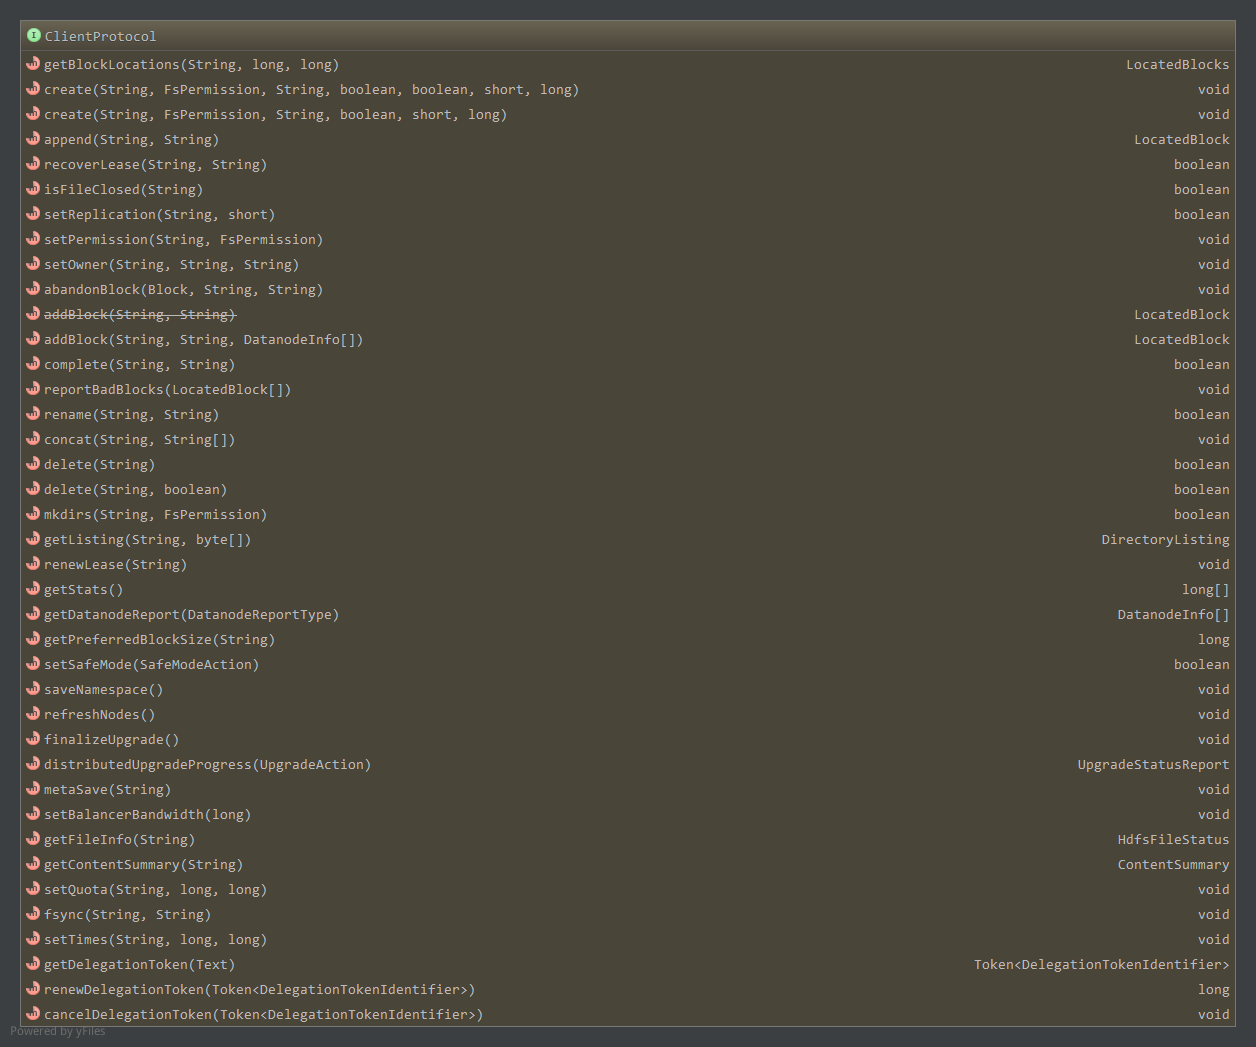 ClientProtocol
getBlockLocations(String, long, long) LocatedBlocks
create(String, FsPermission, String, boolean, boolean, short, long) void
create(String, FsPermission, String, boolean, short, long) void
append(String, String) LocatedBlock
recoverLease(String, String) boolean
isFileClosed(String) boolean
setReplication(String, short) boolean
setPermission(String, FsPermission) void
setOwner(String, String, String) void
abandonBlock(Block, String, String) void
addBlock(String, String) LocatedBlock
addBlock(String, String, DatanodeInfo[]) LocatedBlock
complete(String, String) boolean
reportBadBlocks(LocatedBlock[]) void
rename(String, String) boolean
concat(String, String[]) void
delete(String) boolean
delete(String, boolean) boolean
mkdirs(String, FsPermission) boolean
getListing(String, byte[]) DirectoryListing
renewLease(String) void
getStats() long[]
getDatanodeReport(DatanodeReportType) DatanodeInfo[]
getPreferredBlockSize(String) long
setSafeMode(SafeModeAction) boolean
saveNamespace() void
refreshNodes() void
finalizeUpgrade() void
distributedUpgradeProgress(UpgradeAction) UpgradeStatusReport
metaSave(String) void
setBalancerBandwidth(long) void
getFileInfo(String) HdfsFileStatus
getContentSummary(String) ContentSummary
setQuota(String, long, long) void
fsync(String, String) void
setTimes(String, long, long) void
getDelegationToken(Text) Token<DelegationTokenIdentifier>
renewDelegationToken(Token<DelegationTokenIdentifier>) long
cancelDelegationToken(Token<DelegationTokenIdentifier>) void
Powered by yFiles